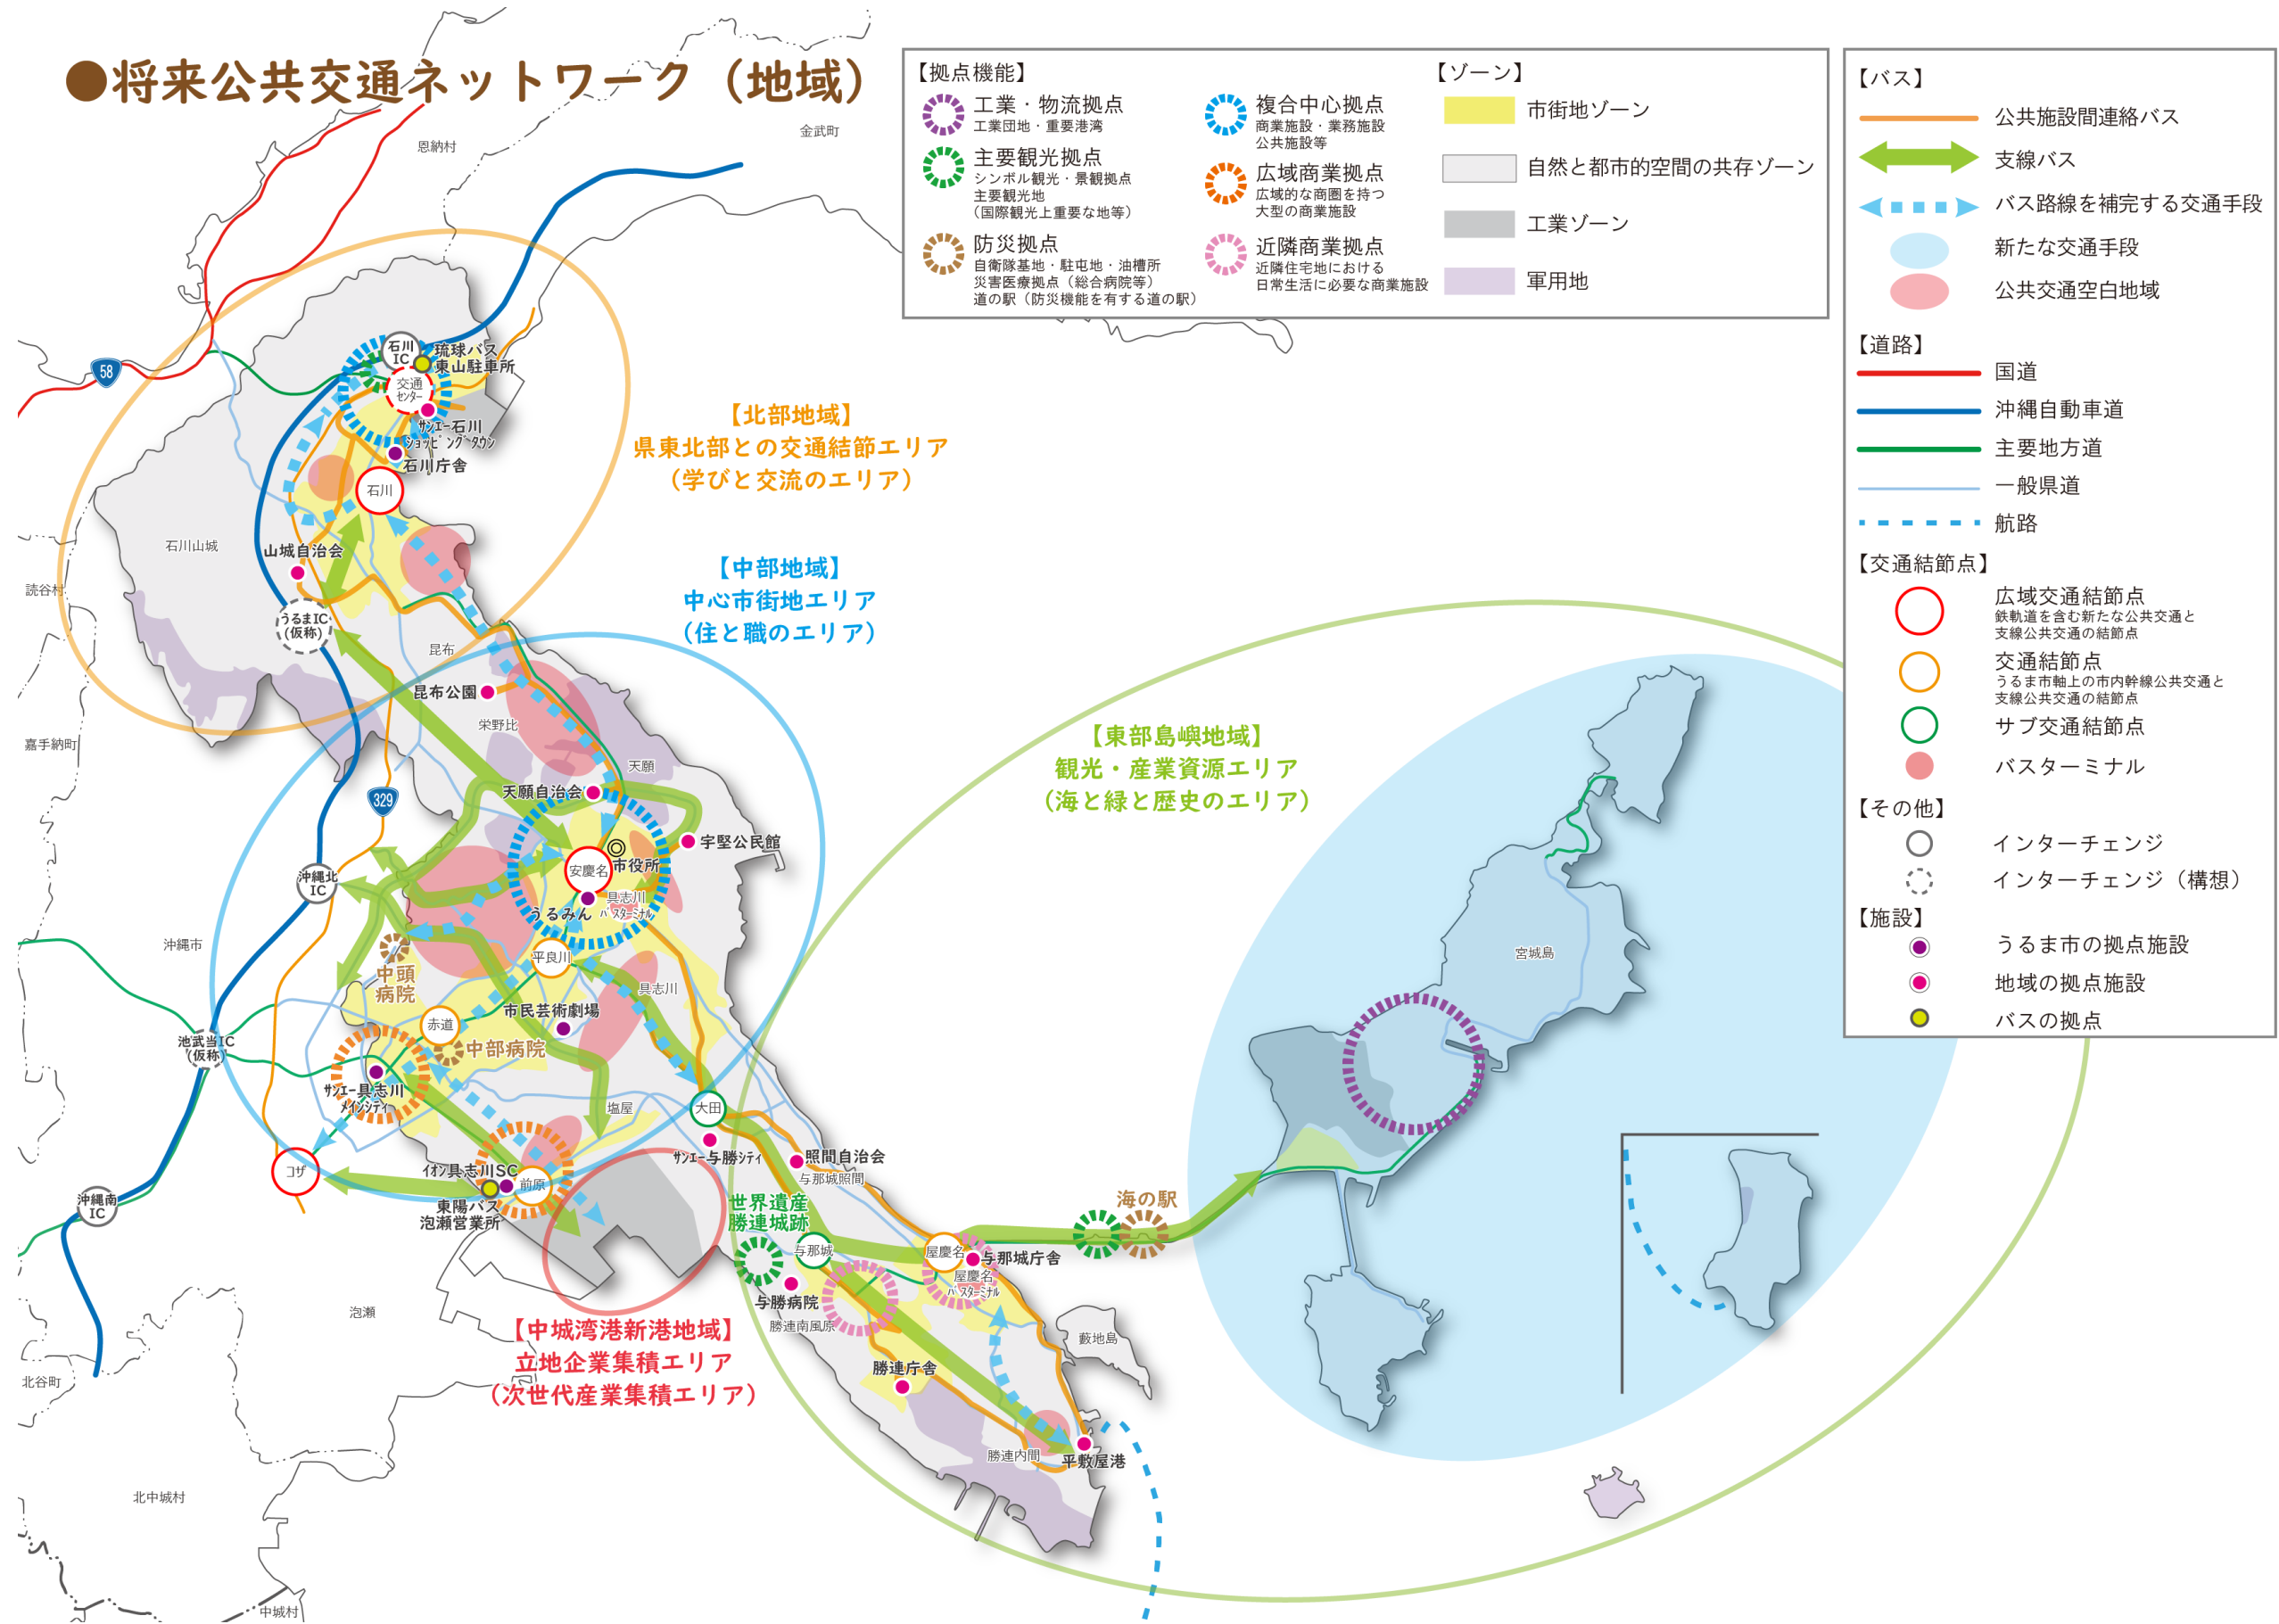 ●将来公共交通ネットワーク（地域）
【拠点機能】
工業・物流拠点
工業団地・重要港湾
主要観光拠点
シンボル観光・景観拠点
主要観光地
（国際観光上重要な地等）
防災拠点
自衛隊基地・駐屯地・油槽所
災害医療拠点（総合病院等）
道の駅（防災機能を有する道の駅）
複合中心拠点
商業施設・業務施設
公共施設等
広域商業拠点
広域的な商圏を持つ
大型の商業施設
近隣商業拠点
近隣住宅地における
日常生活に必要な商業施設
【ゾーン】
市街地ゾーン
自然と都市的空間の共存ゾーン
工業ゾーン
軍用地
【バス】
公共施設間連絡バス
支線バス
バス路線を補完する交通手段
新たな交通手段
公共交通空白地域
【道路】
国道
沖縄自動車道
主要地方道
一般県道
航路
【交通結節点】
広域交通結節点
鉄軌道を含む新たな公共交通と
支線公共交通の結節点
交通結節点
うるま市軸上の市内幹線公共交通と
支線公共交通の結節点
サブ交通結節点
バスターミナル
【その他】
インターチェンジ
インターチェンジ（構想）
【施設】
うるま市の拠点施設
地域の拠点施設
バスの拠点
恩納村
金武町
58
石川
IC
琉球バス
東山駐車所
交通
センター
ｻﾝｴｰ石川
ｼｮｯﾋﾟﾝｸﾞﾀｳﾝ
石川庁舎
石川
【北部地域】
県東北部との交通結節エリア
（学びと交流のエリア）
石川山城
山城自治会
読谷村
うるまIC
（仮称）
【中部地域】
中心市街地エリア
（住と職のエリア）
昆布
昆布公園
栄野比
嘉手納町
天願
天願自治会
329
【東部島嶼地域】
観光・産業資源エリア
（海と緑と歴史のエリア）
宇堅公民館
市役所
安慶名
沖縄北
IC
具志川
ﾊﾞｽﾀｰﾐﾅﾙ
うるみん
沖縄市
平良川
中頭
病院
具志川
宮城島
市民芸術劇場
赤道
池武当IC
（仮称）
中部病院
ｻﾝｴｰ具志川
ﾒｲﾝｼﾃｨ
塩屋
大田
ｻﾝｴｰ与勝ｼﾃｨ
照間自治会
与那城照間
コザ
ｲｵﾝ具志川SC
前原
沖縄南
IC
東陽バス
泡瀬営業所
世界遺産
勝連城跡
海の駅
与那城
屋慶名
与那城庁舎
屋慶名
ﾊﾞｽﾀｰﾐﾅﾙ
与勝病院
勝連南風原
泡瀬
【中城湾港新港地域】
立地企業集積エリア
（次世代産業集積エリア）
藪地島
勝連庁舎
北谷町
勝連内間
平敷屋港
北中城村
中城村